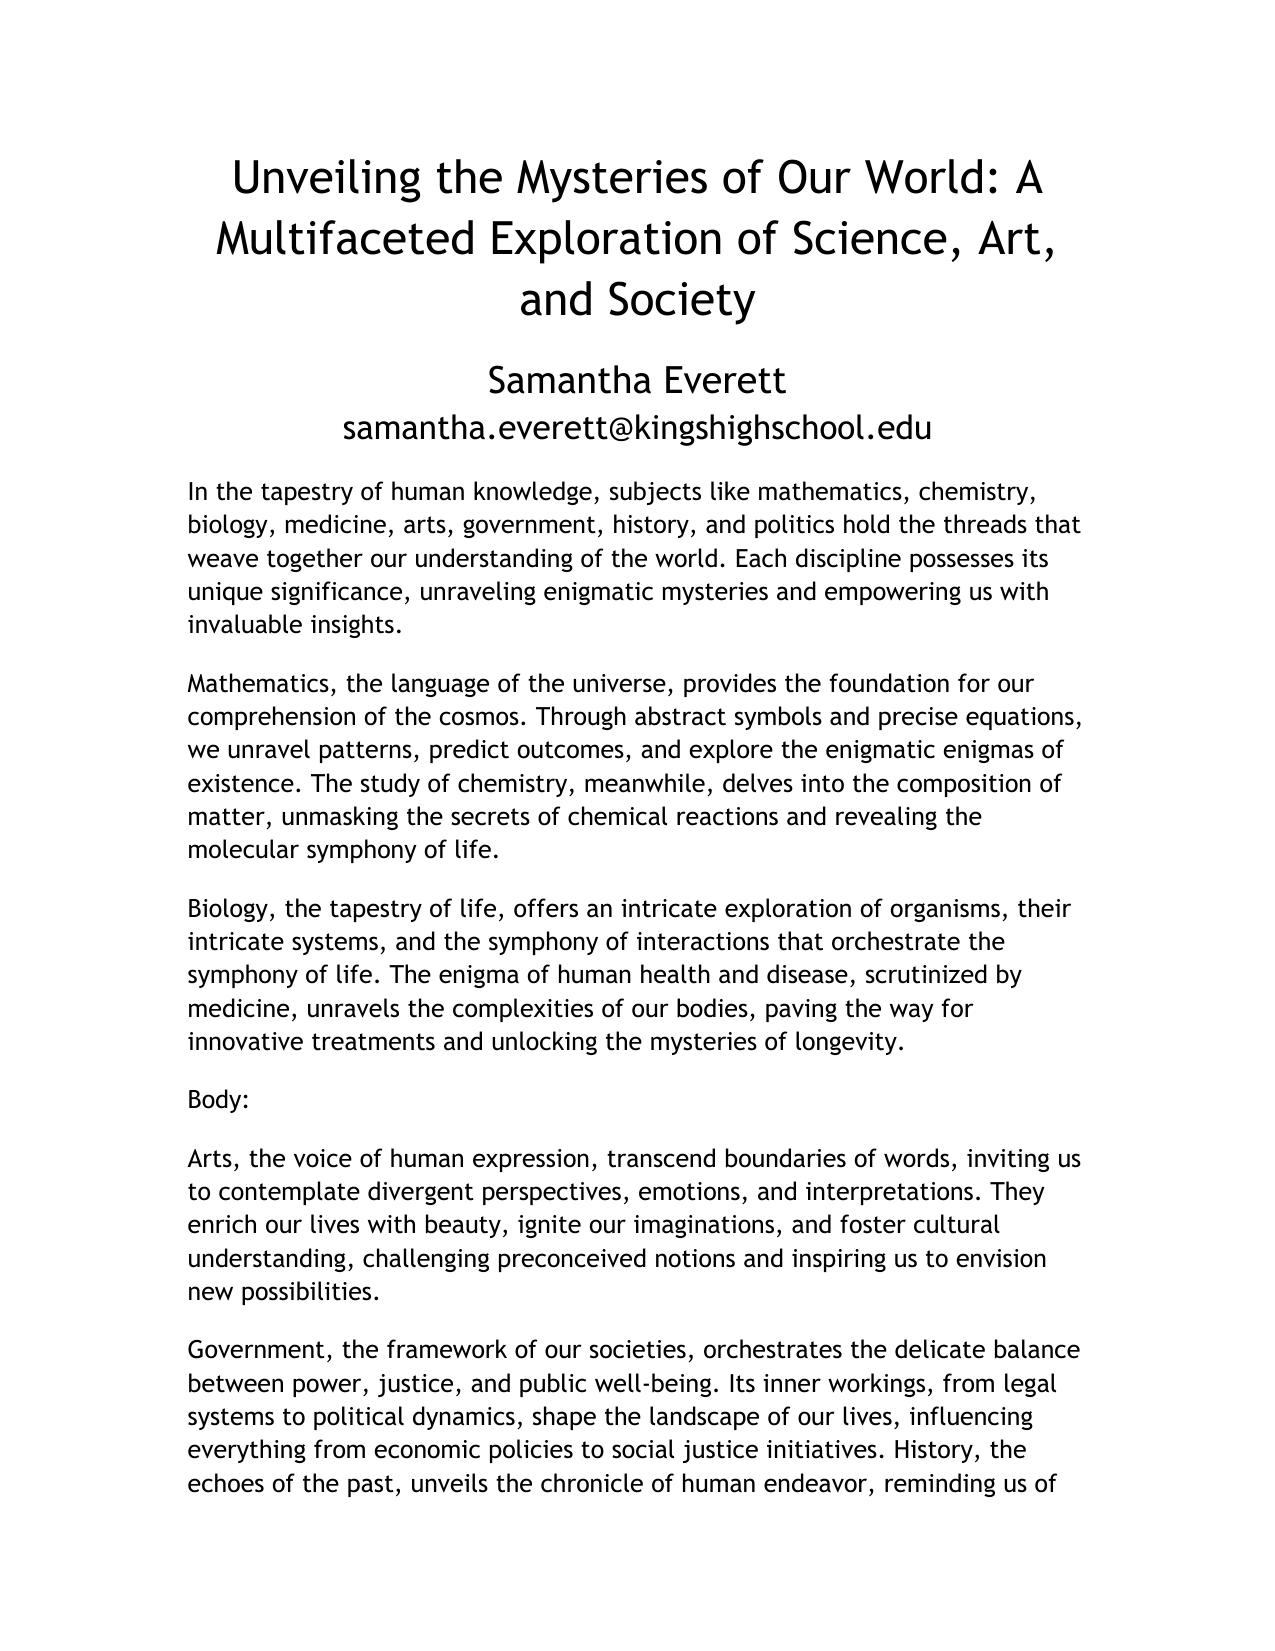 Unveiling the Mysteries of Our World: A
Multifaceted Exploration of Science, Art,
and Society
Samantha Everett
samantha.everett@kingshighschool.edu
In the tapestry of human knowledge, subjects like mathematics, chemistry,
biology, medicine, arts, government, history, and politics hold the threads that
weave together our understanding of the world. Each discipline possesses its
unique significance, unraveling enigmatic mysteries and empowering us with
invaluable insights.
Mathematics, the language of the universe, provides the foundation for our
comprehension of the cosmos. Through abstract symbols and precise equations,
we unravel patterns, predict outcomes, and explore the enigmatic enigmas of
existence. The study of chemistry, meanwhile, delves into the composition of
matter, unmasking the secrets of chemical reactions and revealing the
molecular symphony of life.
Biology, the tapestry of life, offers an intricate exploration of organisms, their
intricate systems, and the symphony of interactions that orchestrate the
symphony of life. The enigma of human health and disease, scrutinized by
medicine, unravels the complexities of our bodies, paving the way for
innovative treatments and unlocking the mysteries of longevity.
Body:
Arts, the voice of human expression, transcend boundaries of words, inviting us
to contemplate divergent perspectives, emotions, and interpretations. They
enrich our lives with beauty, ignite our imaginations, and foster cultural
understanding, challenging preconceived notions and inspiring us to envision
new possibilities.
Government, the framework of our societies, orchestrates the delicate balance
between power, justice, and public well-being. Its inner workings, from legal
systems to political dynamics, shape the landscape of our lives, influencing
everything from economic policies to social justice initiatives. History, the
echoes of the past, unveils the chronicle of human endeavor, reminding us of